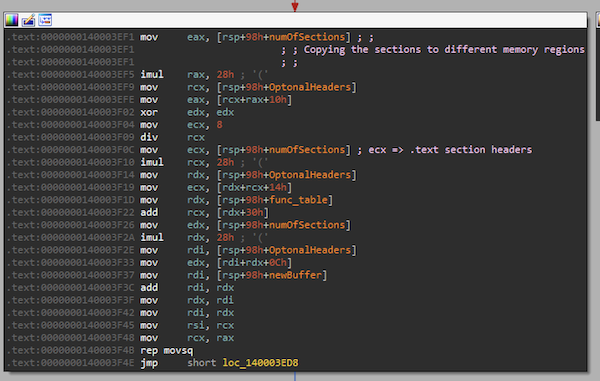 .text:0000000140003EF1 mov eax, [rsp+98h+numOfSections] ; ;
.text:0000000140003EF1 ; ; Copying the sections to different memory regions
.text:0000000140003EF1 ; ;
.text:0000000140003EF5 imul rax, 28h ; '('
.text:0000000140003EF9 mov rcx, [rsp+98h+OptonalHeaders]
.text:0000000140003EFE mov eax, [rcx+rax+10h]
.text:0000000140003F02 xor edx, edx
.text:0000000140003F04 mov ecx, 8
.text:0000000140003F09 div rcx
.text:0000000140003F0C mov ecx, [rsp+98h+numOfSections] ; ecx => .text section headers
.text:0000000140003F10 imul rcx, 28h ; '('
.text:0000000140003F14 mov rdx, [rsp+98h+OptonalHeaders]
.text:0000000140003F19 mov ecx, [rdx+rcx+14h]
.text:0000000140003F1D mov rdx, [rsp+98h+func_table]
.text:0000000140003F22 add rcx, [rdx+30h]
.text:0000000140003F26 mov edx, [rsp+98h+numOfSections]
.text:0000000140003F2A imul rdx, 28h ; '('
.text:0000000140003F2E mov rdi, [rsp+98h+OptonalHeaders]
.text:0000000140003F33 mov edx, [rdi+rdx+0Ch]
.text:0000000140003F37 mov rdi, [rsp+98h+newBuffer]
.text:0000000140003F3C add rdi, rdx
.text:0000000140003F3F mov rdx, rdi
.text:0000000140003F42 mov rdi, rdx
.text:0000000140003F45 mov rsi, rcx
.text:0000000140003F48 mov rcx, rax
.text:0000000140003F4B rep movsq
.text:0000000140003F4E jmp short loc_140003ED8